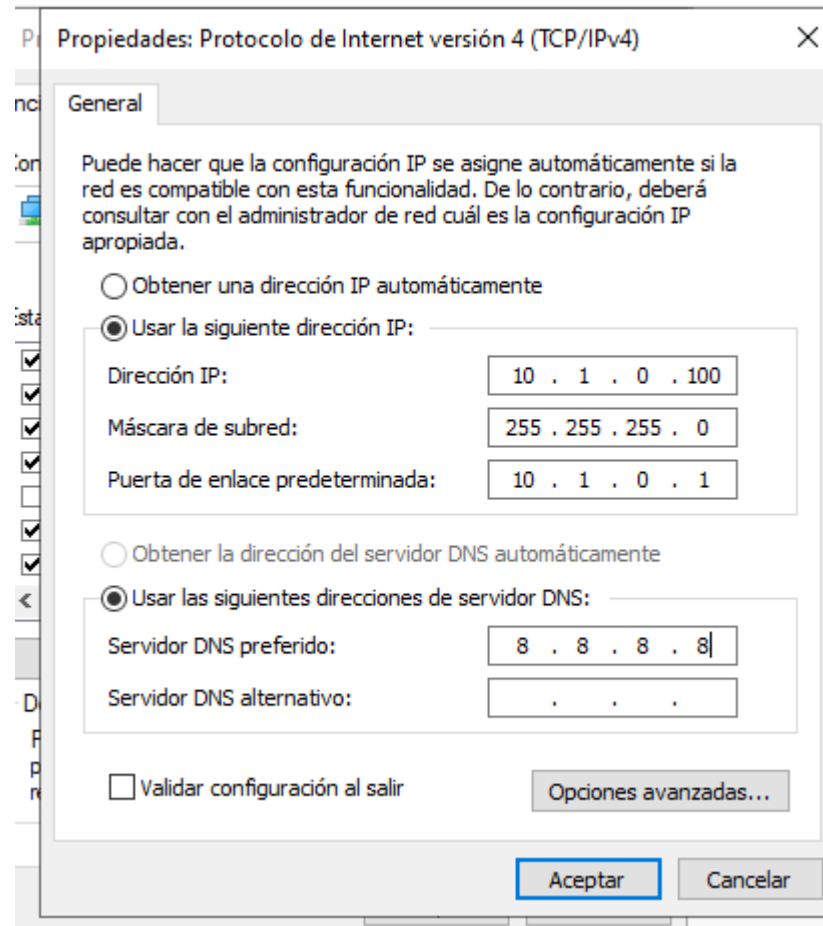 Propiedades: Protocolo de Internet versión 4 (TCP/IPv4)
General
Puede hacer que la configuración IP se asigne automáticamente si la
red es compatible con esta funcionalidad. De lo contrario, deberá
consultar con el administrador de red cuál es la configuración IP
apropiada.
Obtener una dirección IP automáticamente
Usar la siguiente dirección IP:
Dirección IP: 10 . 1 . 0 . 100
Máscara de subred: 255 . 255 . 255 . 0
Puerta de enlace predeterminada: 10 . 1 . 0 . 1
Obtener la dirección del servidor DNS automáticamente
Usar las siguientes direcciones de servidor DNS:
Servidor DNS preferido: 8 . 8 . 8 . 8
Servidor DNS alternativo: . . .
Validar configuración al salir
Opciones avanzadas...
Aceptar Cancelar